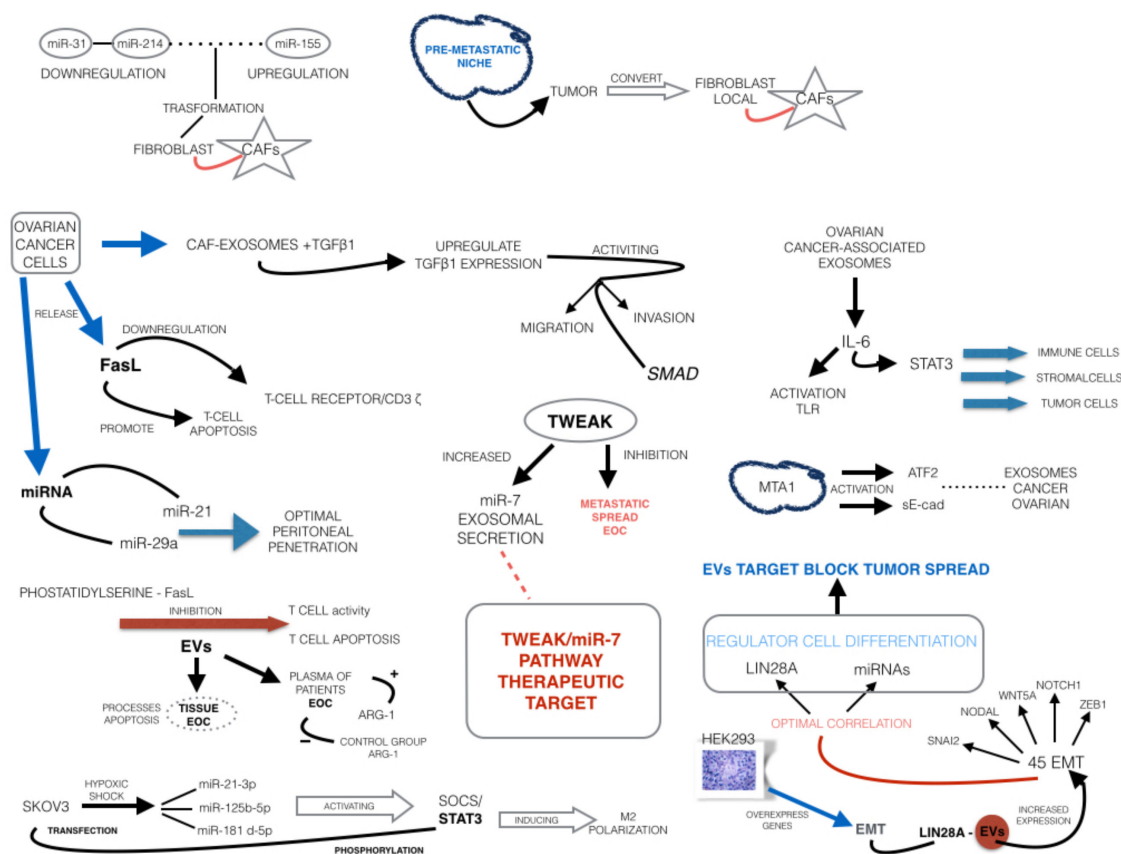 miR-31
miR-214
miR-155
DOWNREGULATION
UPREGULATION
TRASFORMATION
FIBROBLAST
CAFs
PRE-METASTATIC
NICHE
TUMOR
CONVERT
FIBROBLAST
LOCAL
CAFs
OVARIAN
CANCER
CELLS
CAF-EXOSOMES +TGFβ1
UPREGULATE
TGFβ1 EXPRESSION
ACTIVITING
MIGRATION
INVASION
SMAD
RELEASE
DOWNREGULATION
FasL
T-CELL RECEPTOR/CD3 ζ
PROMOTE
T-CELL
APOPTOSIS
OVARIAN
CANCER-ASSOCIATED
EXOSOMES
IL-6
STAT3
ACTIVATION
TLR
IMMUNE CELLS
STROMALCELLS
TUMOR CELLS
miRNA
miR-21
miR-29a
OPTIMAL
PERITONEAL
PENETRATION
TWEAK
INCREASED
INHIBITION
miR-7
EXOSOMAL
SECRETION
METASTATIC
SPREAD
EOC
TWEAK/miR-7
PATHWAY
THERAPEUTIC
TARGET
MTA1
ACTIVATION
ATF2
sE-cad
EXOSOMES
CANCER
OVARIAN
PHOSTATIDYLSERINE - FasL
INHIBITION
T CELL activity
T CELL APOPTOSIS
EVs
PROCESSES
APOPTOSIS
TISSUE
EOC
PLASMA OF
PATIENTS
EOC
+
ARG-1
–
CONTROL GROUP
ARG-1
EVs TARGET BLOCK TUMOR SPREAD
REGULATOR CELL DIFFERENTIATION
LIN28A
miRNAs
OPTIMAL CORRELATION
HEK293
OVEREXPRESS
GENES
EMT
LIN28A - EVs
INCREASED
EXPRESSION
45 EMT
SNAI2
NODAL
WNT5A
NOTCH1
ZEB1
SKOV3
HYPOXIC
SHOCK
miR-21-3p
miR-125b-5p
miR-181 d-5p
ACTIVATING
SOCS/
STAT3
INDUCING
M2
POLARIZATION
TRANSFECTION
PHOSPHORYLATION